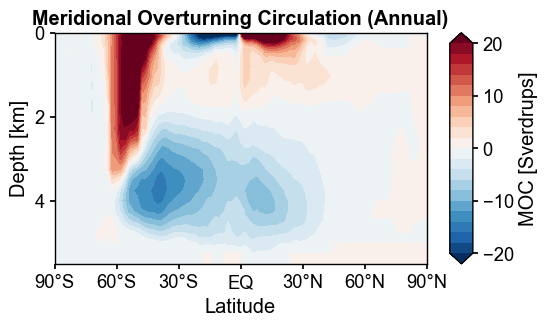 Meridional Overturning Circulation (Annual)
0
2
4
Depth [km]
90°S 60°S 30°S EQ 30°N 60°N 90°N
Latitude
20
10
0
−10
−20
MOC [Sverdrups]